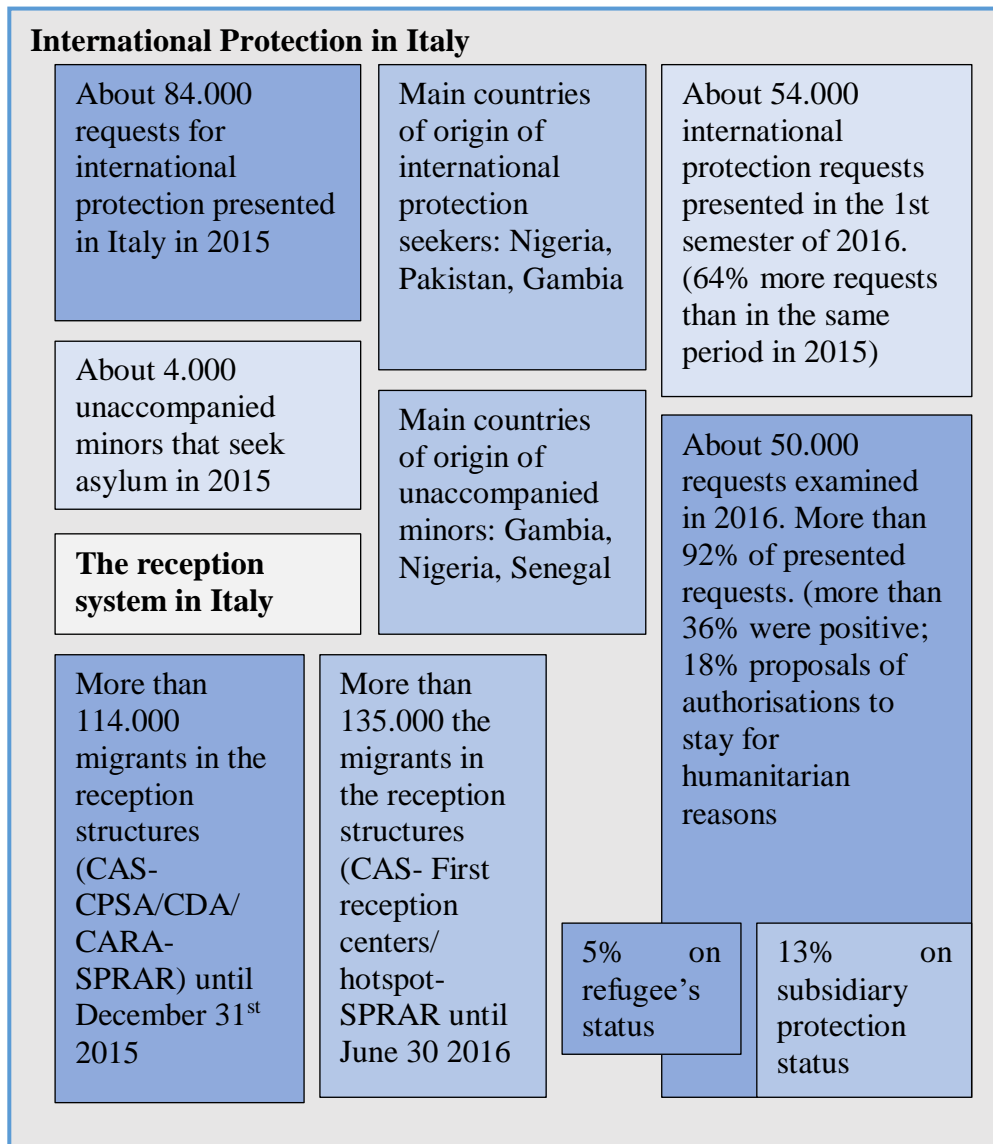 International Protection in Italy
About 84.000
requests for
international
protection presented
in Italy in 2015
Main countries
of origin of
international
protection
seekers: Nigeria,
Pakistan, Gambia
About 54.000
international
protection requests
presented in the 1st
semester of 2016.
(64% more requests
than in the same
period in 2015)
About 4.000
unaccompanied
minors that seek
asylum in 2015
Main countries
of origin of
unaccompanied
minors: Gambia,
Nigeria, Senegal
About 50.000
requests examined
in 2016. More than
92% of presented
requests. (more than
36% were positive;
18% proposals of
authorisations to
stay for
humanitarian
reasons
The reception
system in Italy
More than
114.000
migrants in the
reception
structures
(CAS-
CPSA/CDA/
CARA-
SPRAR) until
December 31st
2015
More than
135.000 the
migrants in
the reception
structures
(CAS- First
reception
centers/
hotspot-
SPRAR until
June 30 2016
5% on
refugee’s
status
13% on
subsidiary
protection
status